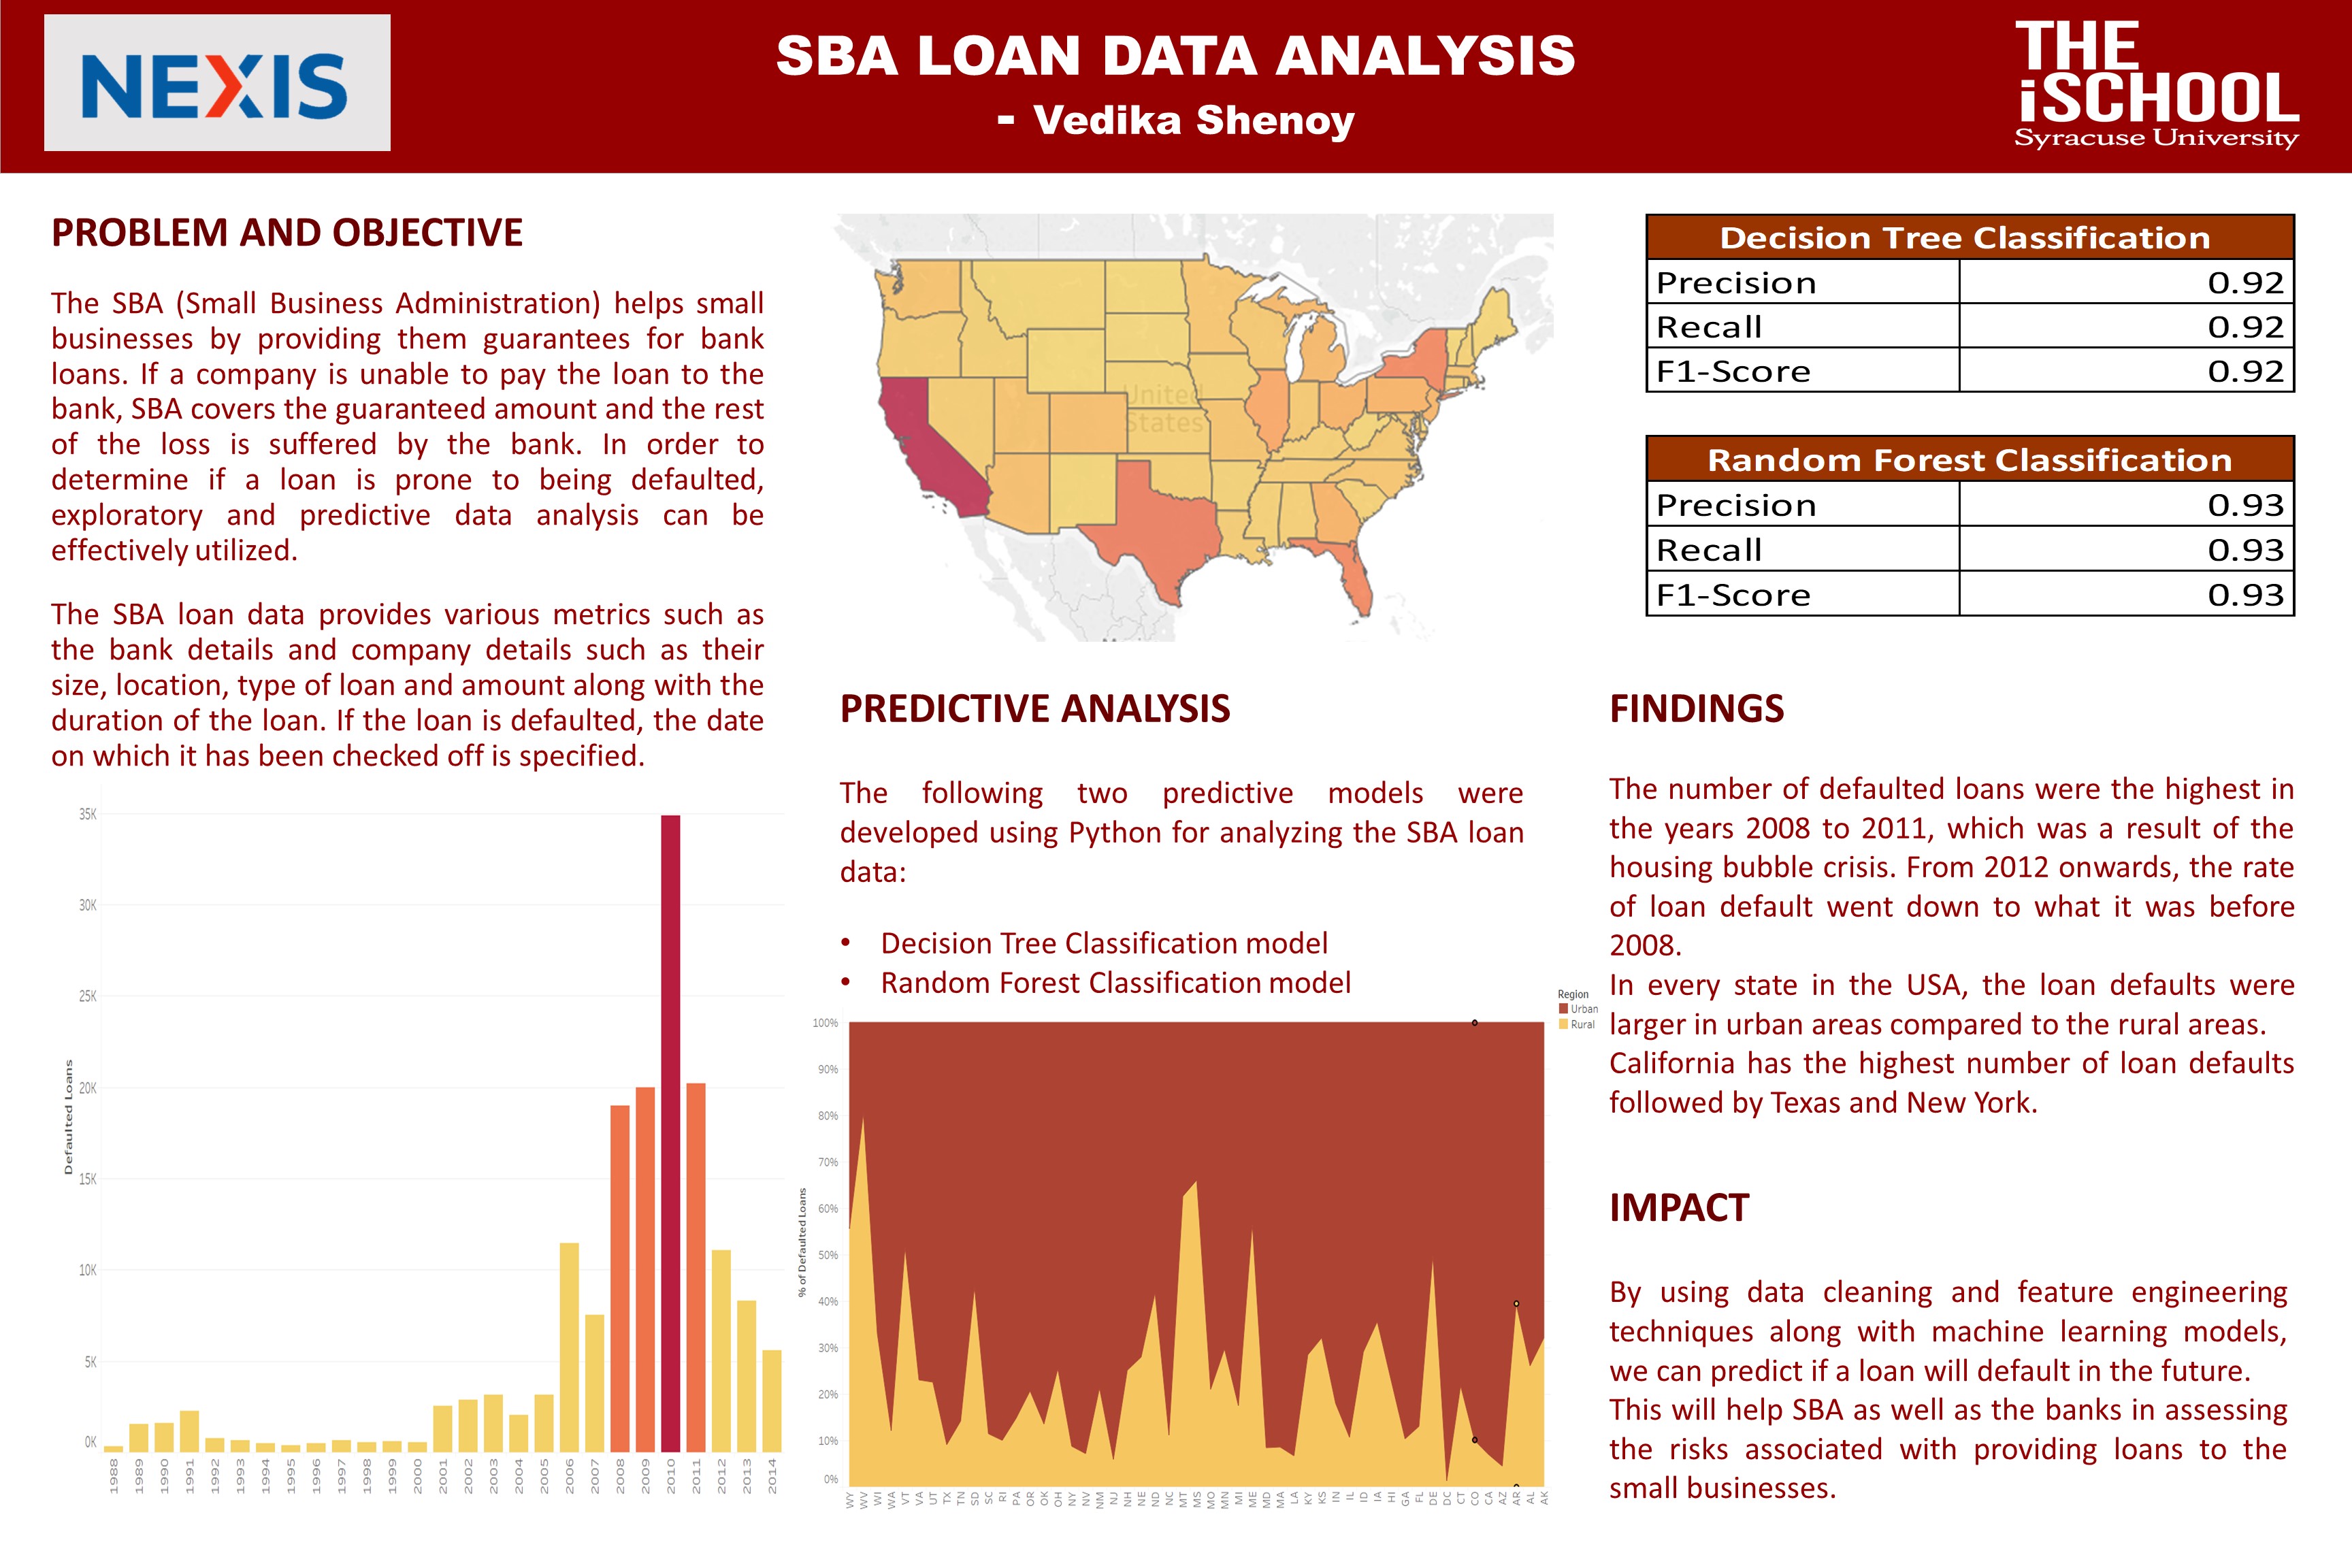 NEXIS
SBA LOAN DATA ANALYSIS
- Vedika Shenoy
THE
iSCHOOL
Syracuse University
PROBLEM AND OBJECTIVE
The SBA (Small Business Administration) helps small
businesses by providing them guarantees for bank
loans. If a company is unable to pay the loan to the
bank, SBA covers the guaranteed amount and the rest
of the loss is suffered by the bank. In order to
determine if a loan is prone to being defaulted,
exploratory and predictive data analysis can be
effectively utilized.
The SBA loan data provides various metrics such as
the bank details and company details such as their
size, location, type of loan and amount along with the
duration of the loan. If the loan is defaulted, the date
on which it has been checked off is specified.
Defaulted Loans
35K
30K
25K
20K
15K
10K
5K
0K
1988 1989 1990 1991 1992 1993 1994 1995 1996 1997 1998 1999 2000 2001 2002 2003 2004 2005 2006 2007 2008 2009 2010 2011 2012 2013 2014
United
States
PREDICTIVE ANALYSIS
The following two predictive models were
developed using Python for analyzing the SBA loan
data:
• Decision Tree Classification model
• Random Forest Classification model
Region
Urban
Rural
% of Defaulted Loans
100%
90%
80%
70%
60%
50%
40%
30%
20%
10%
0%
WY WV WI WA VT VA UT TX TN SD SC RI PA OR OK OH NY NV NM NJ NH NE ND NC MT MS MO MN MI ME MD MA LA KY KS IN IL ID IA HI GA FL DE DC CT CO CA AZ AR AL AK
Decision Tree Classification
Precision 0.92
Recall 0.92
F1-Score 0.92
Random Forest Classification
Precision 0.93
Recall 0.93
F1-Score 0.93
FINDINGS
The number of defaulted loans were the highest in
the years 2008 to 2011, which was a result of the
housing bubble crisis. From 2012 onwards, the rate
of loan default went down to what it was before
2008.
In every state in the USA, the loan defaults were
larger in urban areas compared to the rural areas.
California has the highest number of loan defaults
followed by Texas and New York.
IMPACT
By using data cleaning and feature engineering
techniques along with machine learning models,
we can predict if a loan will default in the future.
This will help SBA as well as the banks in assessing
the risks associated with providing loans to the
small businesses.